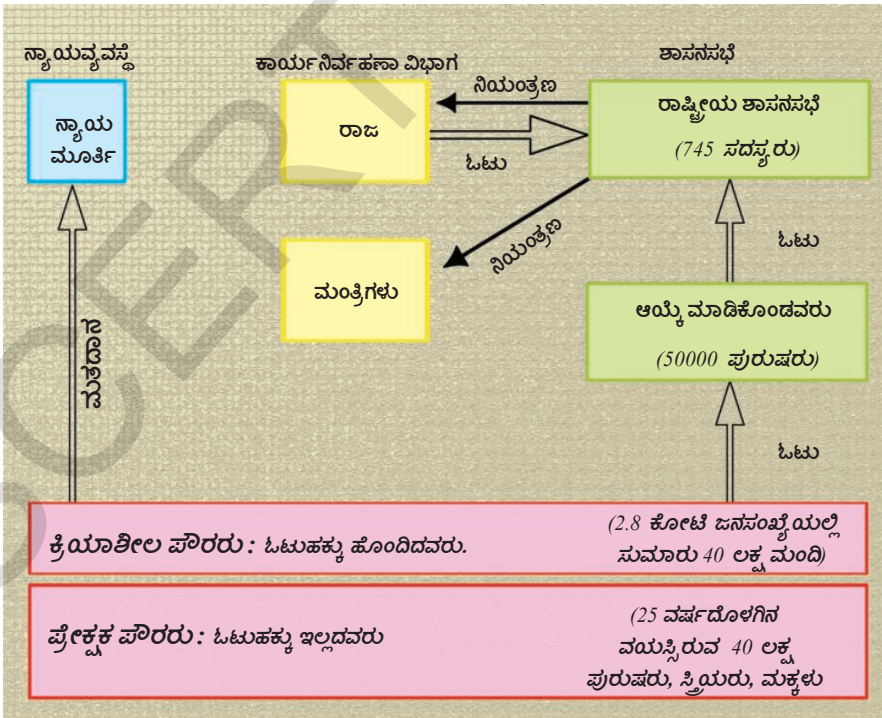 ನ್ಯಾಯವ್ಯವಸ್ಥೆ
ಕಾರ್ಯನಿರ್ವಹಣಾ ವಿಭಾಗ
ಶಾಸನಸಭೆ
ನ್ಯಾಯ
ಮೂರ್ತಿ
ರಾಜ
ನಿಯಂತ್ರಣ
ಓಟು
ರಾಷ್ಟ್ರೀಯ ಶಾಸನಸಭೆ
(745 ಸದಸ್ಯರು)
ಮಂತ್ರಿಗಳು
ನಿಯಂತ್ರಣ
ಓಟು
ಆಯ್ಕೆ ಮಾಡಿಕೊಂಡವರು
(50000 ಪುರುಷರು)
ಮತದಾನ
ಓಟು
ಕ್ರಿಯಾಶೀಲ ಪೌರರು : ಓಟುಹಕ್ಕು ಹೊಂದಿದವರು.
(2.8 ಕೋಟಿ ಜನಸಂಖ್ಯೆಯಲ್ಲಿ
ಸುಮಾರು 40 ಲಕ್ಷ ಮಂದಿ)
ಪ್ರೇಕ್ಷಕ ಪೌರರು : ಓಟುಹಕ್ಕು ಇಲ್ಲದವರು
(25 ವರ್ಷದೊಳಗಿನ
ವಯಸ್ಸಿರುವ 40 ಲಕ್ಷ
ಪುರುಷರು, ಸ್ತ್ರಿಯರು, ಮಕ್ಕಳು
SCERT